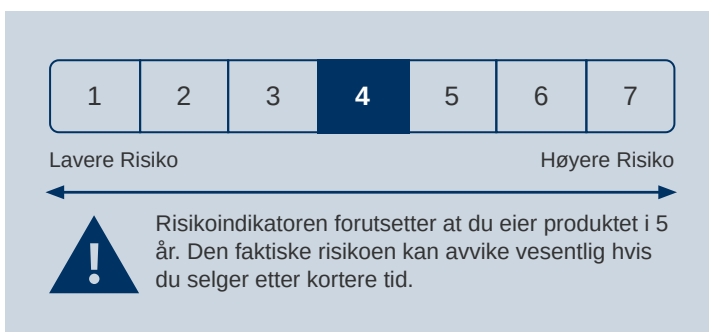 1 2 3 4 5 6 7
Lavere Risiko Høyere Risiko
Risikoindikatoren forutsetter at du eier produktet i 5
år. Den faktiske risikoen kan avvike vesentlig hvis
du selger etter kortere tid.
!